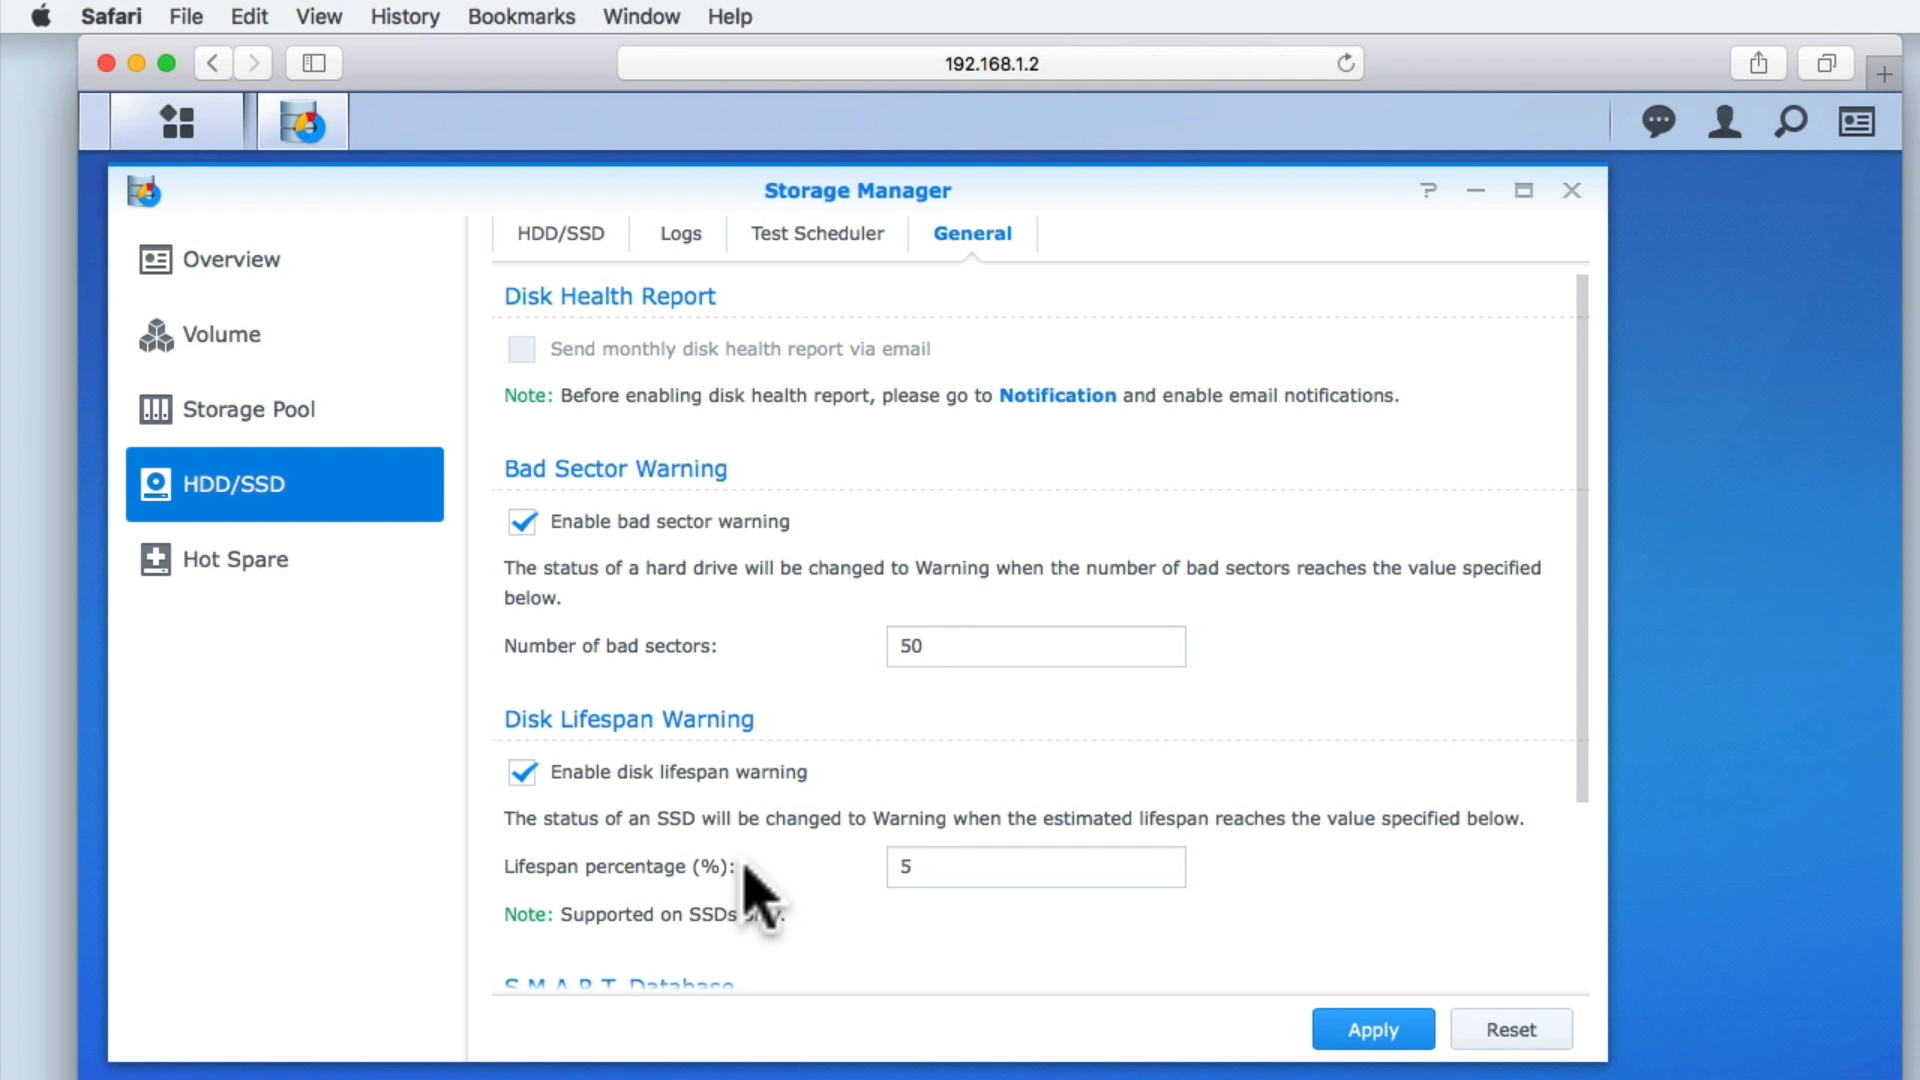 Safari File Edit View History Bookmarks Window Help
192.168.1.2
Storage Manager
Overview
Volume
Storage Pool
HDD/SSD
Hot Spare
HDD/SSD Logs Test Scheduler General
Disk Health Report
Send monthly disk health report via email
Note: Before enabling disk health report, please go to Notification and enable email notifications.
Bad Sector Warning
Enable bad sector warning
The status of a hard drive will be changed to Warning when the number of bad sectors reaches the value specified
below.
Number of bad sectors: 50
Disk Lifespan Warning
Enable disk lifespan warning
The status of an SSD will be changed to Warning when the estimated lifespan reaches the value specified below.
Lifespan percentage (%): 5
Note: Supported on SSDs only.
S.M.A.R.T. Database
Apply Reset